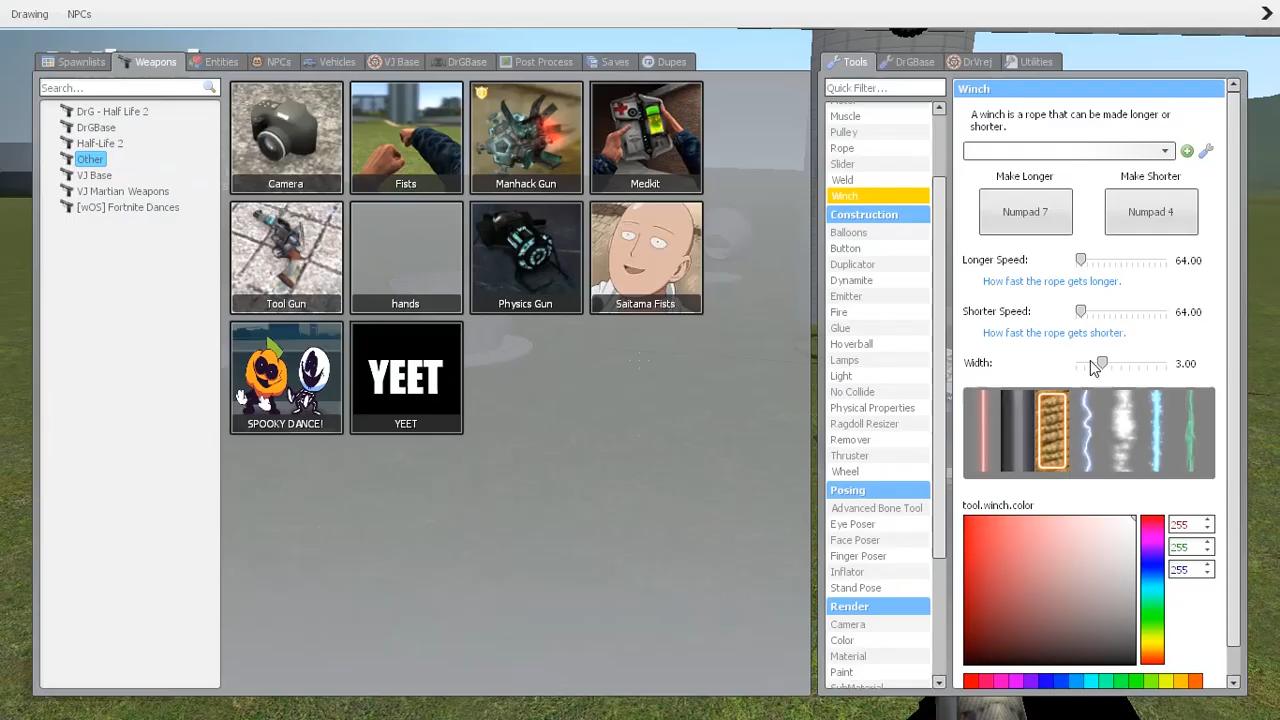 Drawing NPCs
Spawnlists Weapons Entities NPCs Vehicles VJ Base DrGBase Post Process Saves Dupes
Search...
DrG - Half Life 2
DrGBase
Half-Life 2
Other
VJ Base
VJ Martian Weapons
[wOS] Fortnite Dances
Camera Fists Manhack Gun Medkit
Tool Gun hands Physics Gun Saitama Fists
YEET
SPOOKY DANCE! YEET
Tools DrGBase DrVrej Utilities
Quick Filter...
Muscle
Pulley
Rope
Slider
Weld
Winch
Construction
Balloons
Button
Duplicator
Dynamite
Emitter
Fire
Glue
Hoverball
Lamps
Light
No Collide
Physical Properties
Ragdoll Resizer
Remover
Thruster
Wheel
Posing
Advanced Bone Tool
Eye Poser
Face Poser
Finger Poser
Inflator
Stand Pose
Render
Camera
Color
Material
Paint
SubMaterial
Winch
A winch is a rope that can be made longer or
shorter.
Make Longer Make Shorter
Numpad 7 Numpad 4
Longer Speed: 64.00
How fast the rope gets longer.
Shorter Speed: 64.00
How fast the rope gets shorter.
Width: 3.00
tool.winch.color
255
255
255